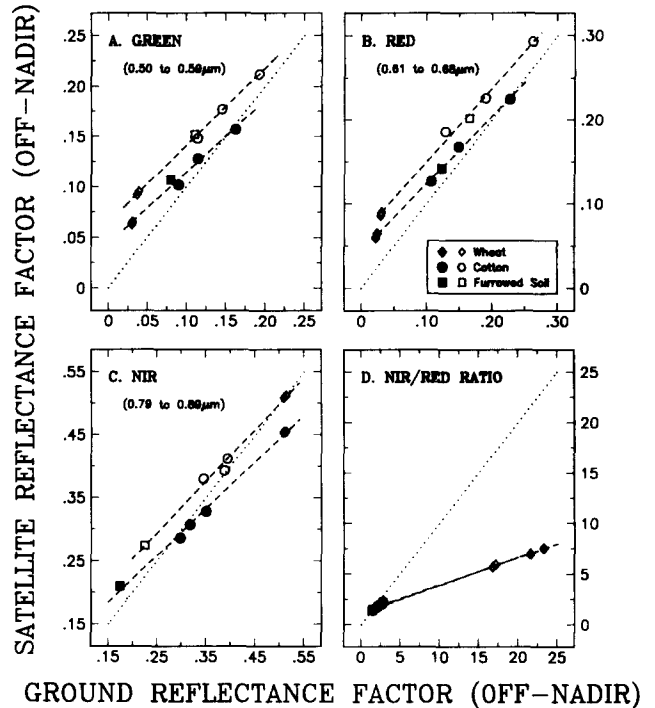 SATELLITE REFLECTANCE FACTOR (OFF-NADIR)
A. GREEN
(0.50 to 0.59μm)
.25
.20
.15
.10
.05
0
0 .05 .10 .15 .20 .25
B. RED
(0.61 to 0.68μm)
.30
.20
.10
0
Wheat
Cotton
Furrowed Soil
0 .10 .20 .30
C. NIR
(0.79 to 0.89μm)
.55
.45
.35
.25
.15
.15 .25 .35 .45 .55
D. NIR/RED RATIO
25
20
15
10
5
0
0 5 10 15 20 25
GROUND REFLECTANCE FACTOR (OFF-NADIR)